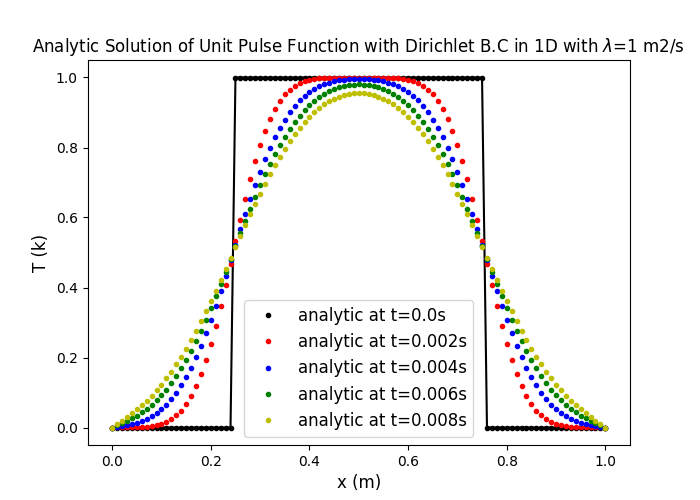 Analytic Solution of Unit Pulse Function with Dirichlet B.C in 1D with λ=1 m2/s
1.0
0.8
0.6
0.4
0.2
0.0
T (k)
analytic at t=0.0s
analytic at t=0.002s
analytic at t=0.004s
analytic at t=0.006s
analytic at t=0.008s
0.0 0.2 0.4 0.6 0.8 1.0
x (m)